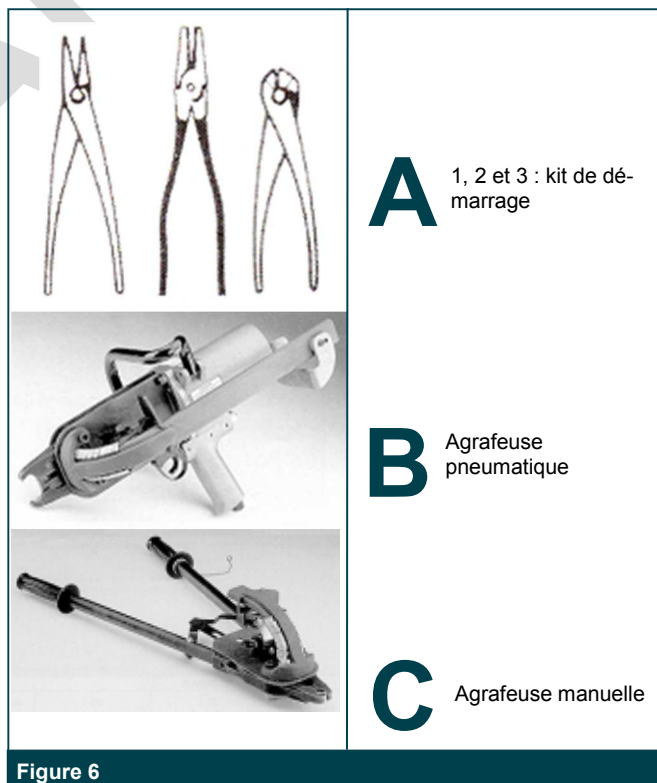 A
1, 2 et 3 : kit de dé-
marrage
B
Agrafeuse
pneumatique
C
Agrafeuse manuelle
Figure 6